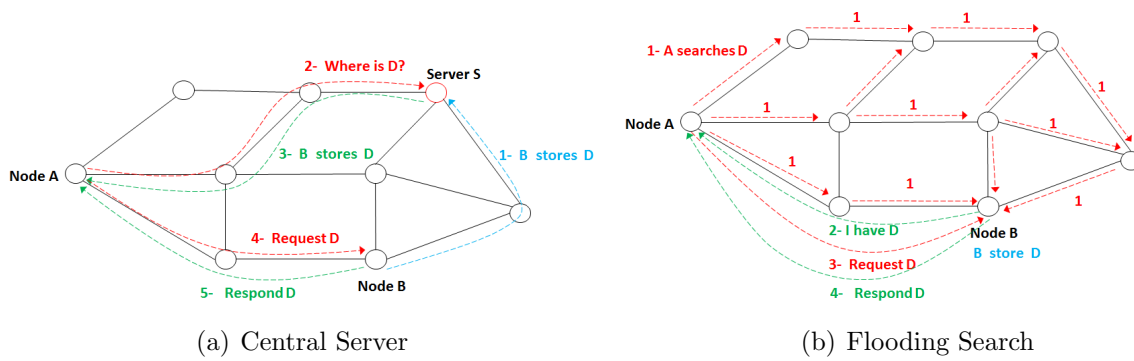 2- Where is D?
Server S
3- B stores D
1- B stores D
Node A
4- Request D
Node B
5- Respond D
(a) Central Server
1
1
1- A searches D
1
1
1
Node A
1
1
1
1
2- I have D
Node B
3- Request D
B store D
4- Respond D
(b) Flooding Search